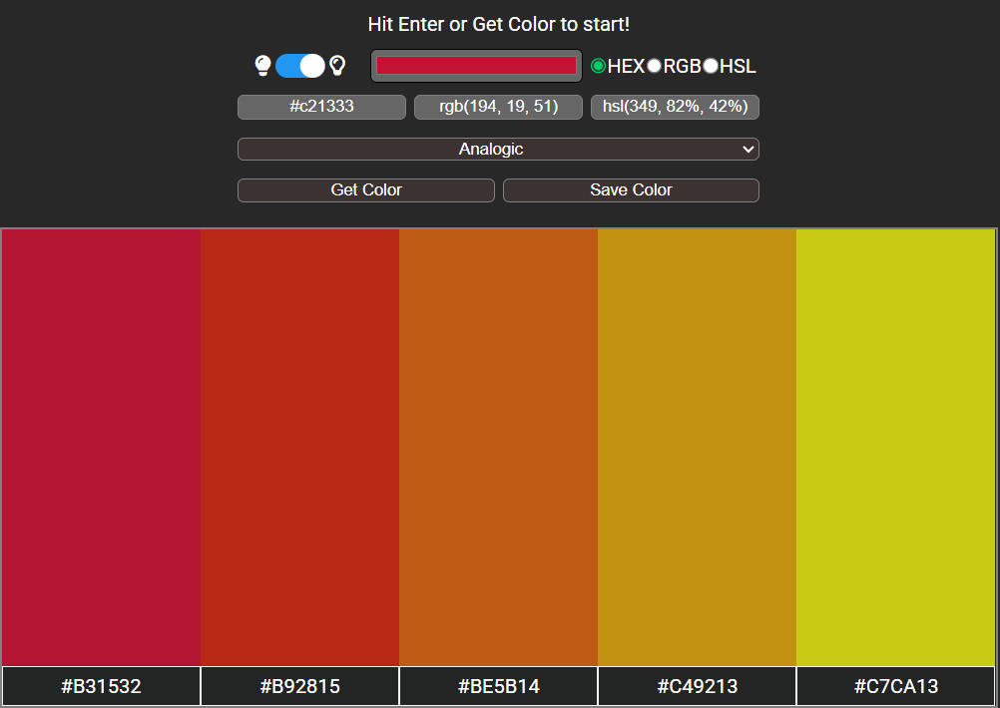 Hit Enter or Get Color to start!
HEX RGB HSL
#c21333 rgb(194, 19, 51) hsl(349, 82%, 42%)
Analogic
Get Color Save Color
#B31532 #B92815 #BE5B14 #C49213 #C7CA13